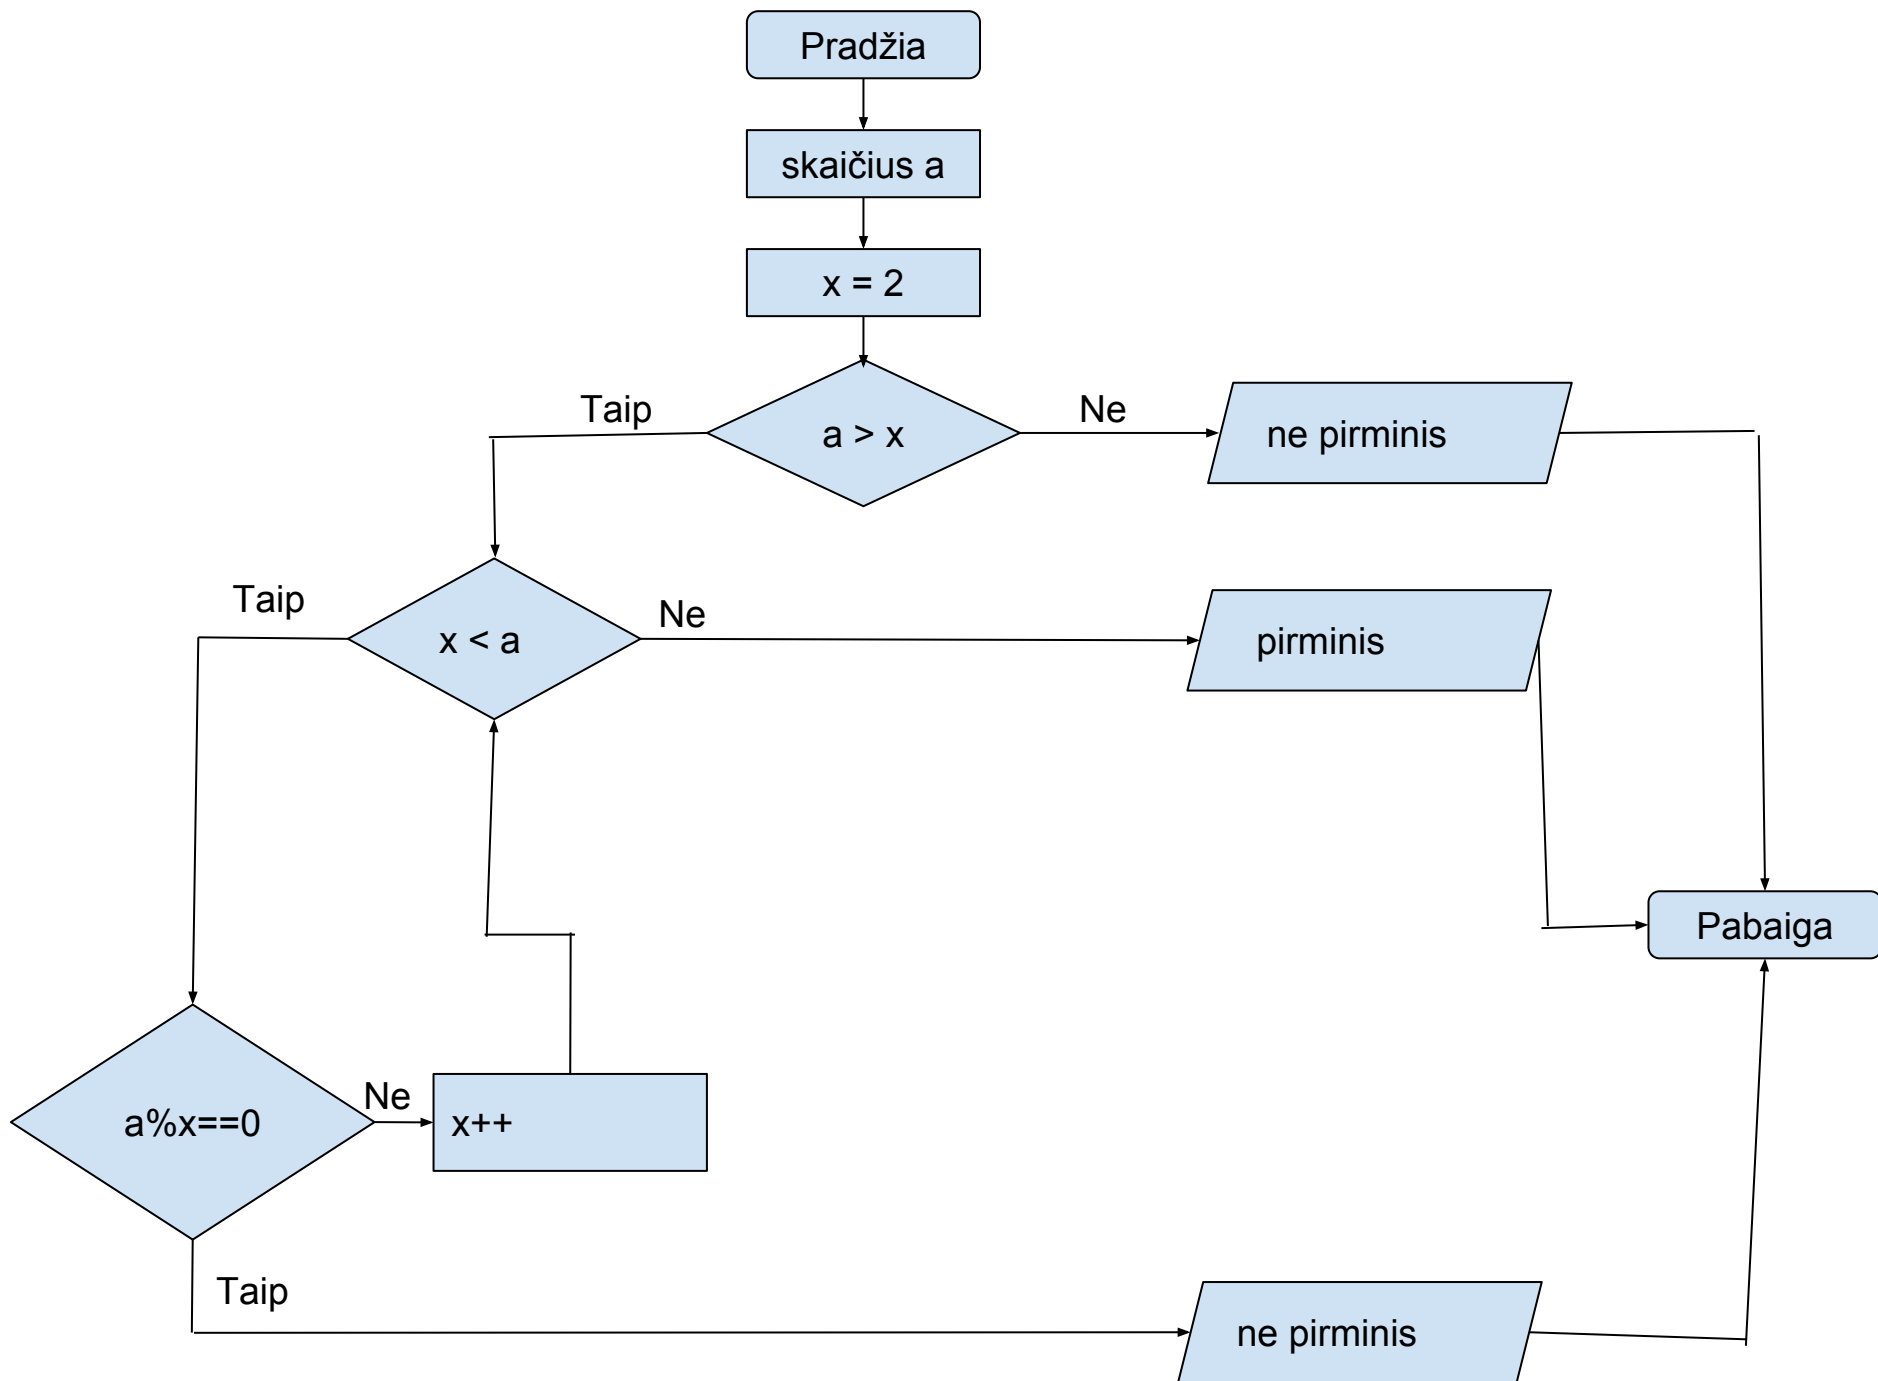 Pradžia
skaičius a
x = 2
Taip
a > x
Ne
ne pirminis
Taip
x < a
Ne
pirminis
Pabaiga
a%x==0
Ne
x++
Taip
ne pirminis